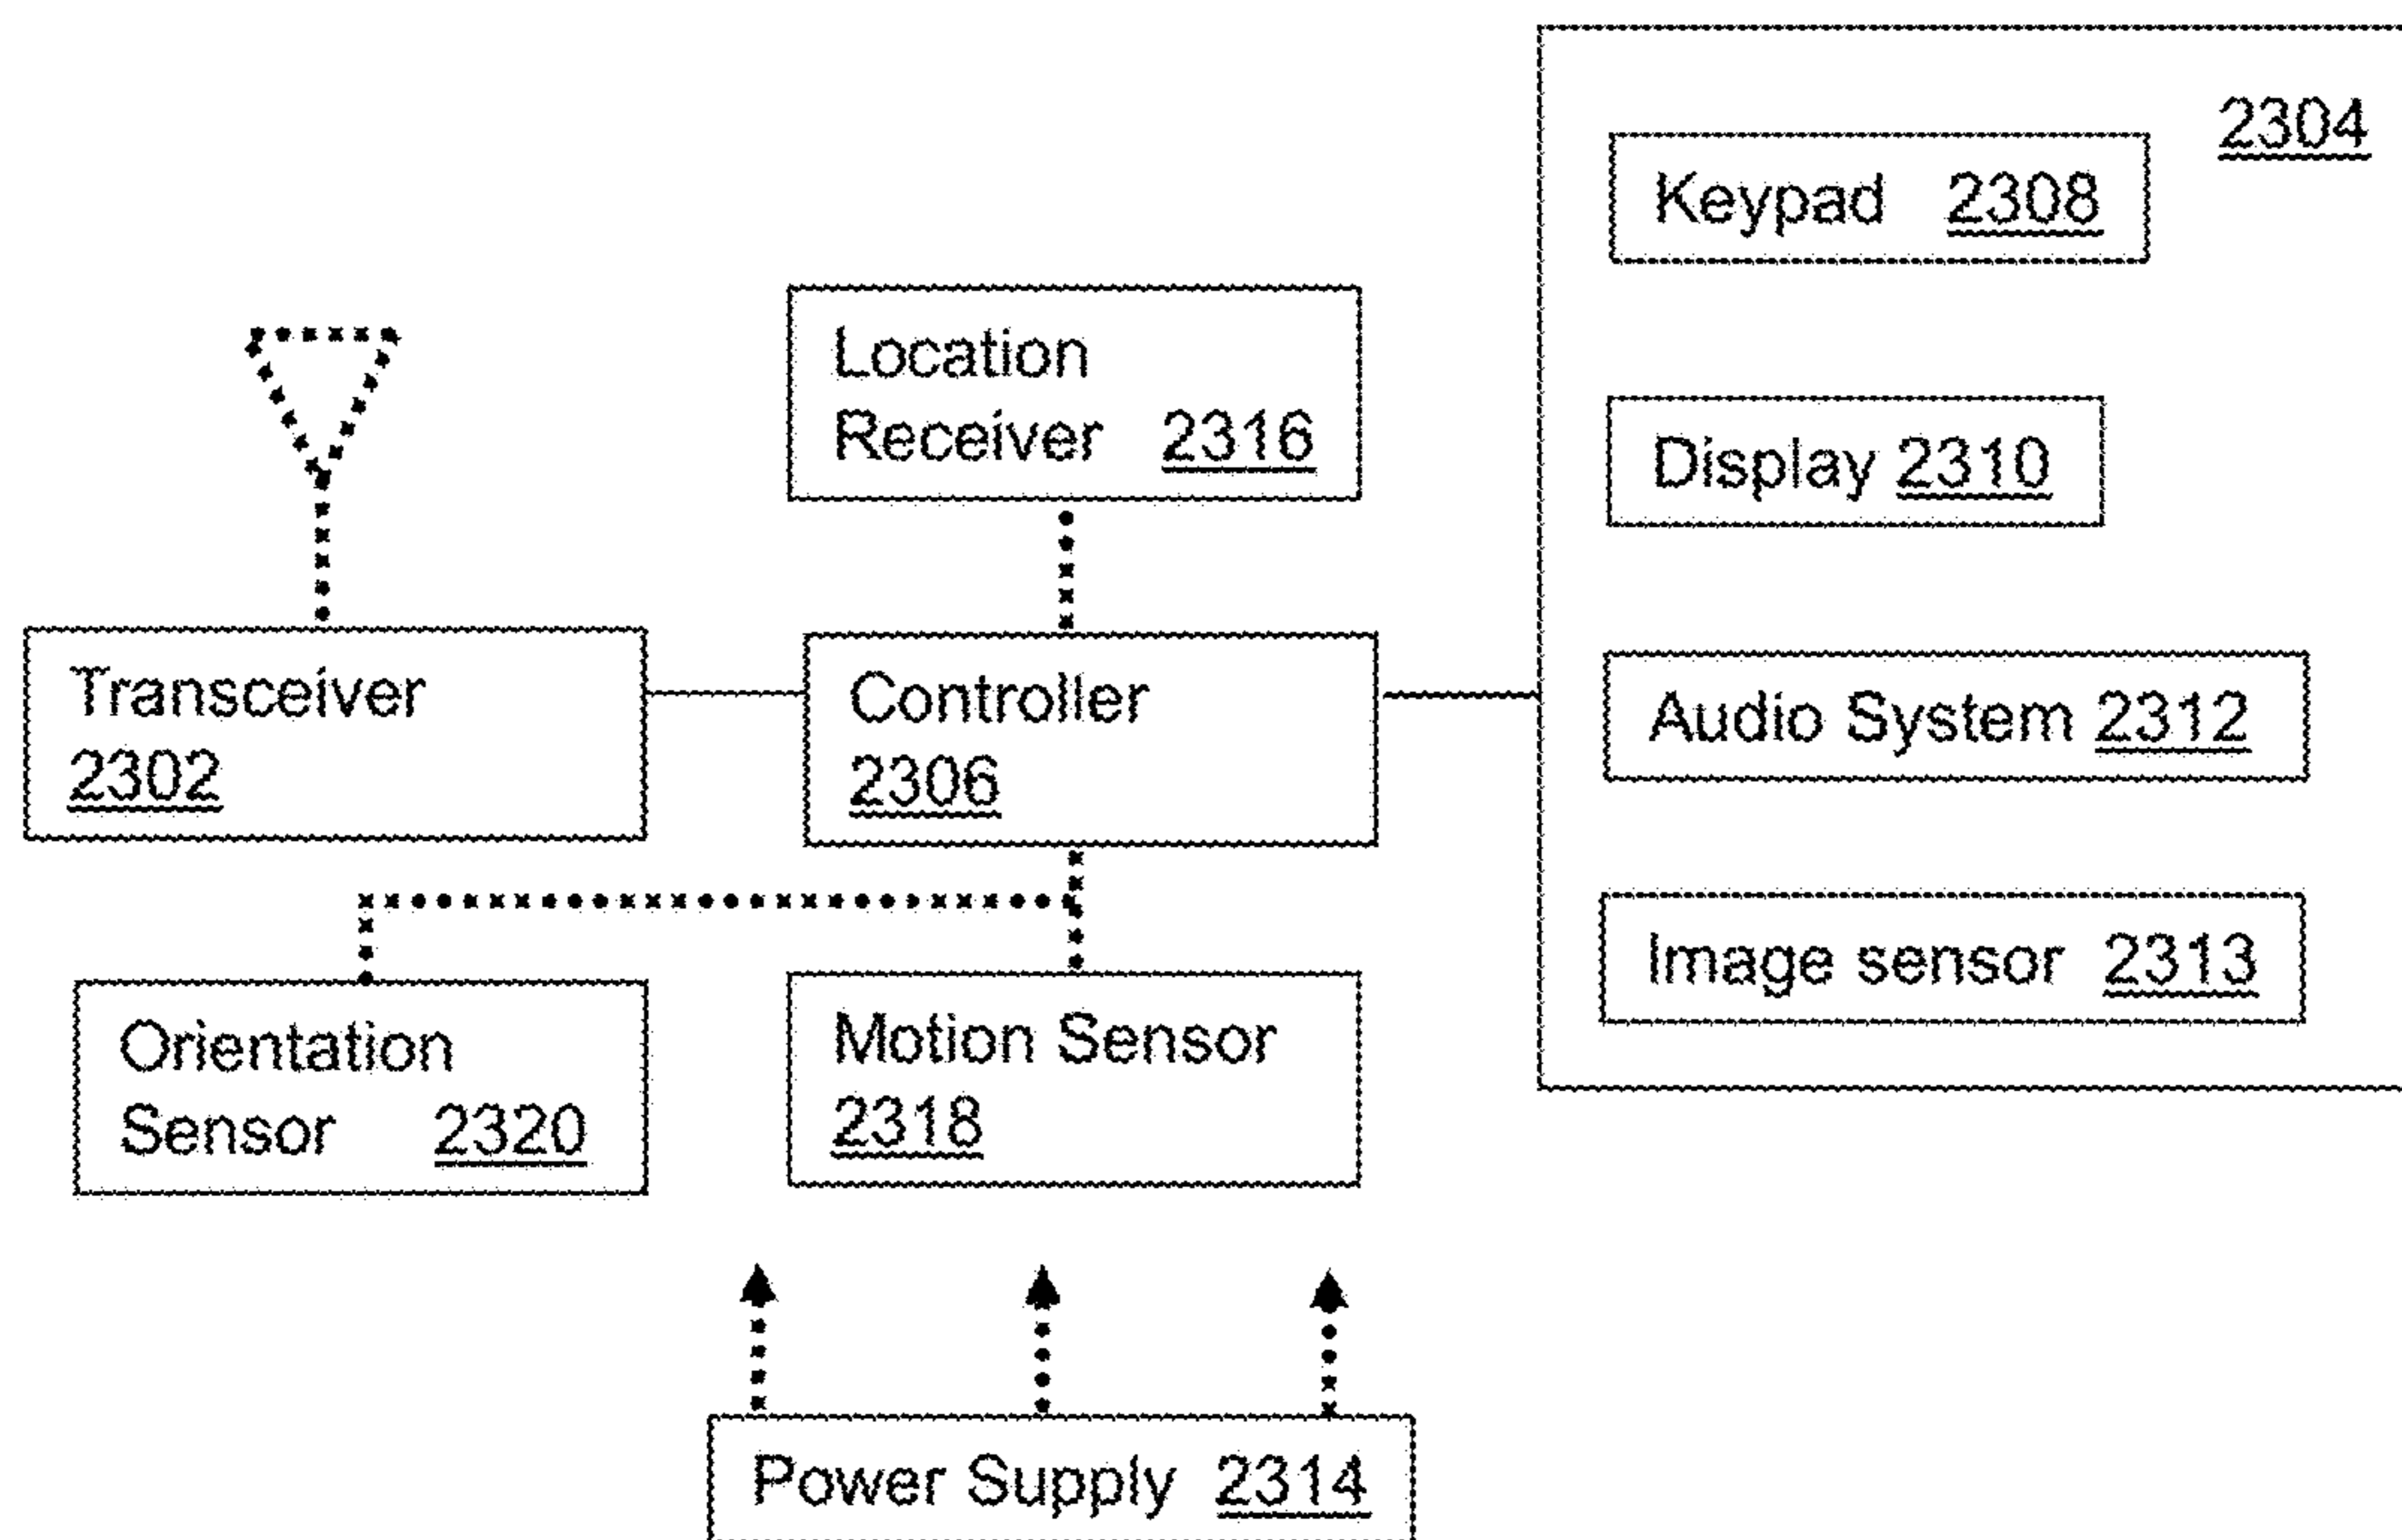 2304
Keypad 2308
Location
Receiver 2316
Display 2310
Transceiver
2302
Controller
2306
Audio System 2312
Image sensor 2313
Orientation
Sensor 2320
Motion Sensor
2318
Power Supply 2314